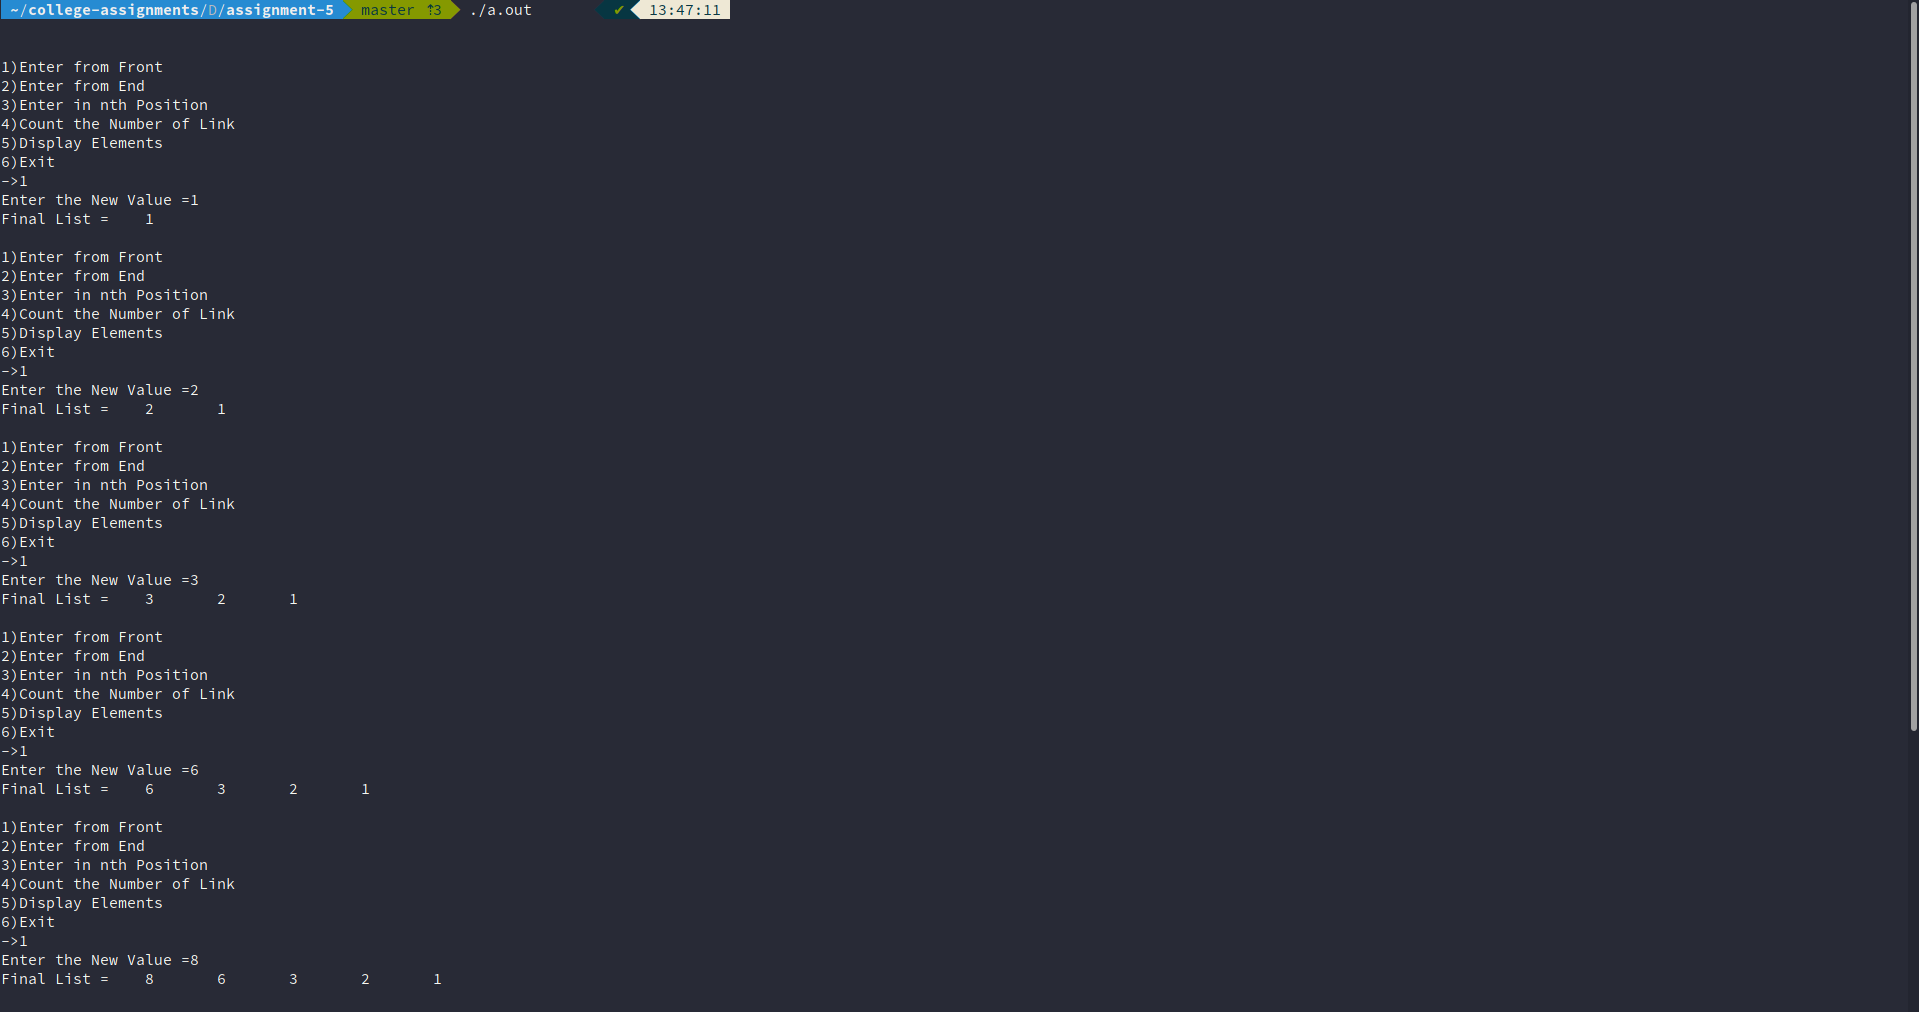 ~/college-assignments/D/assignment-5 master ⇡3 ./a.out ✔ 13:47:11
1)Enter from Front
2)Enter from End
3)Enter in nth Position
4)Count the Number of Link
5)Display Elements
6)Exit
->1
Enter the New Value =1
Final List = 1
1)Enter from Front
2)Enter from End
3)Enter in nth Position
4)Count the Number of Link
5)Display Elements
6)Exit
->1
Enter the New Value =2
Final List = 2 1
1)Enter from Front
2)Enter from End
3)Enter in nth Position
4)Count the Number of Link
5)Display Elements
6)Exit
->1
Enter the New Value =3
Final List = 3 2 1
1)Enter from Front
2)Enter from End
3)Enter in nth Position
4)Count the Number of Link
5)Display Elements
6)Exit
->1
Enter the New Value =6
Final List = 6 3 2 1
1)Enter from Front
2)Enter from End
3)Enter in nth Position
4)Count the Number of Link
5)Display Elements
6)Exit
->1
Enter the New Value =8
Final List = 8 6 3 2 1